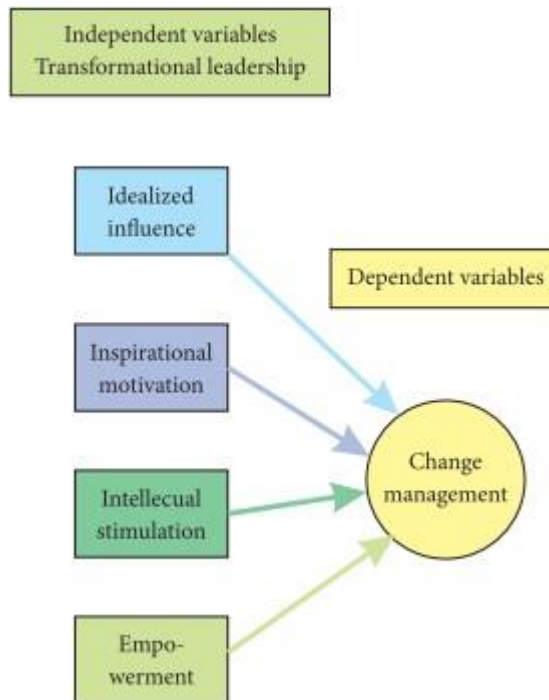 Independent variables
Transformational leadership
Idealized
influence
Dependent variables
Inspirational
motivation
Change
management
Intellecual
stimulation
Empo-
werment